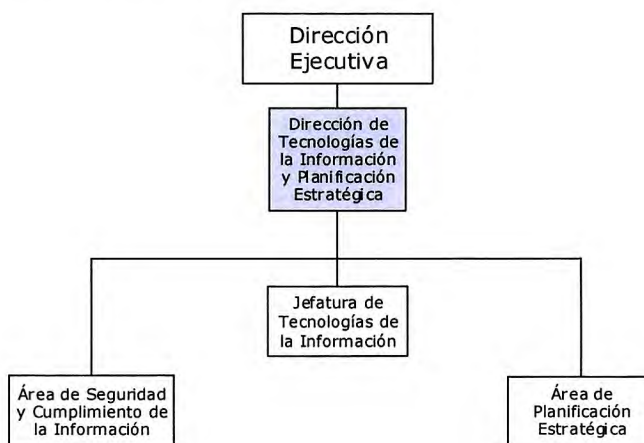 Dirección
Ejecutiva
Dirección de
Tecnologías de
la Información
y Planificación
Estratégica
Jefatura de
Tecnologías de
la Información
Área de Seguridad
y Cumplimiento de
la Información
Área de
Planificación
Estratégica